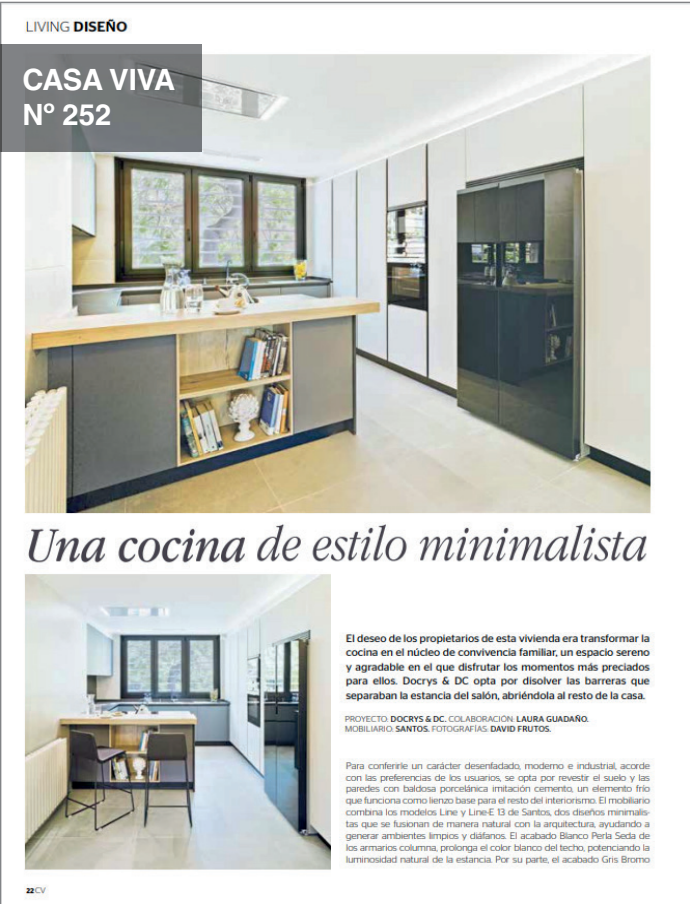 LIVING DISEÑO
CASA VIVA
Nº 252
Una cocina de estilo minimalista
El deseo de los propietarios de esta vivienda era transformar la
cocina en el núcleo de convivencia familiar, un espacio sereno
y agradable en el que disfrutar los momentos más preciados
para ellos. Docrys & DC opta por disolver las barreras que
separaban la estancia del salón, abriéndola al resto de la casa.
PROYECTO: DOCRYS & DC. COLABORACIÓN: LAURA GUADAÑO.
MOBILIARIO: SANTOS. FOTOGRAFÍAS: DAVID FRUTOS.
Para conferirle un carácter desenfadado, moderno e industrial, acorde
con las preferencias de los usuarios, se opta por revestir el suelo y las
paredes con baldosa porcelánica imitación cemento, un elemento frío
que funciona como lienzo base para el resto del interiorismo. El mobiliario
combina los modelos Line y Line-E 13 de Santos, dos diseños minimalis-
tas que se fusionan de manera natural con la arquitectura, ayudando a
generar ambientes limpios y diáfanos. El acabado Blanco Perla Seda de
los armarios columna, prolonga el color blanco del techo, potenciando la
luminosidad natural de la estancia. Por su parte, el acabado Gris Bromo
22 CV